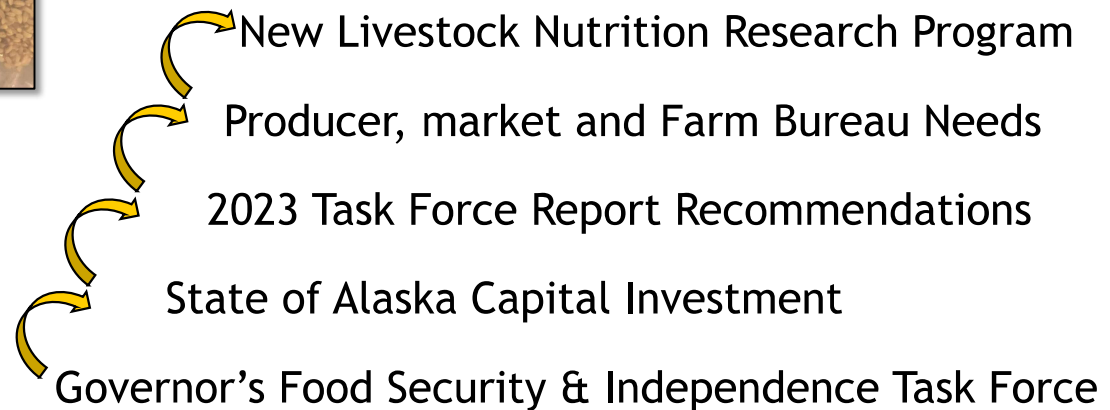 New Livestock Nutrition Research Program
Producer, market and Farm Bureau Needs
2023 Task Force Report Recommendations
State of Alaska Capital Investment
Governor’s Food Security & Independence Task Force